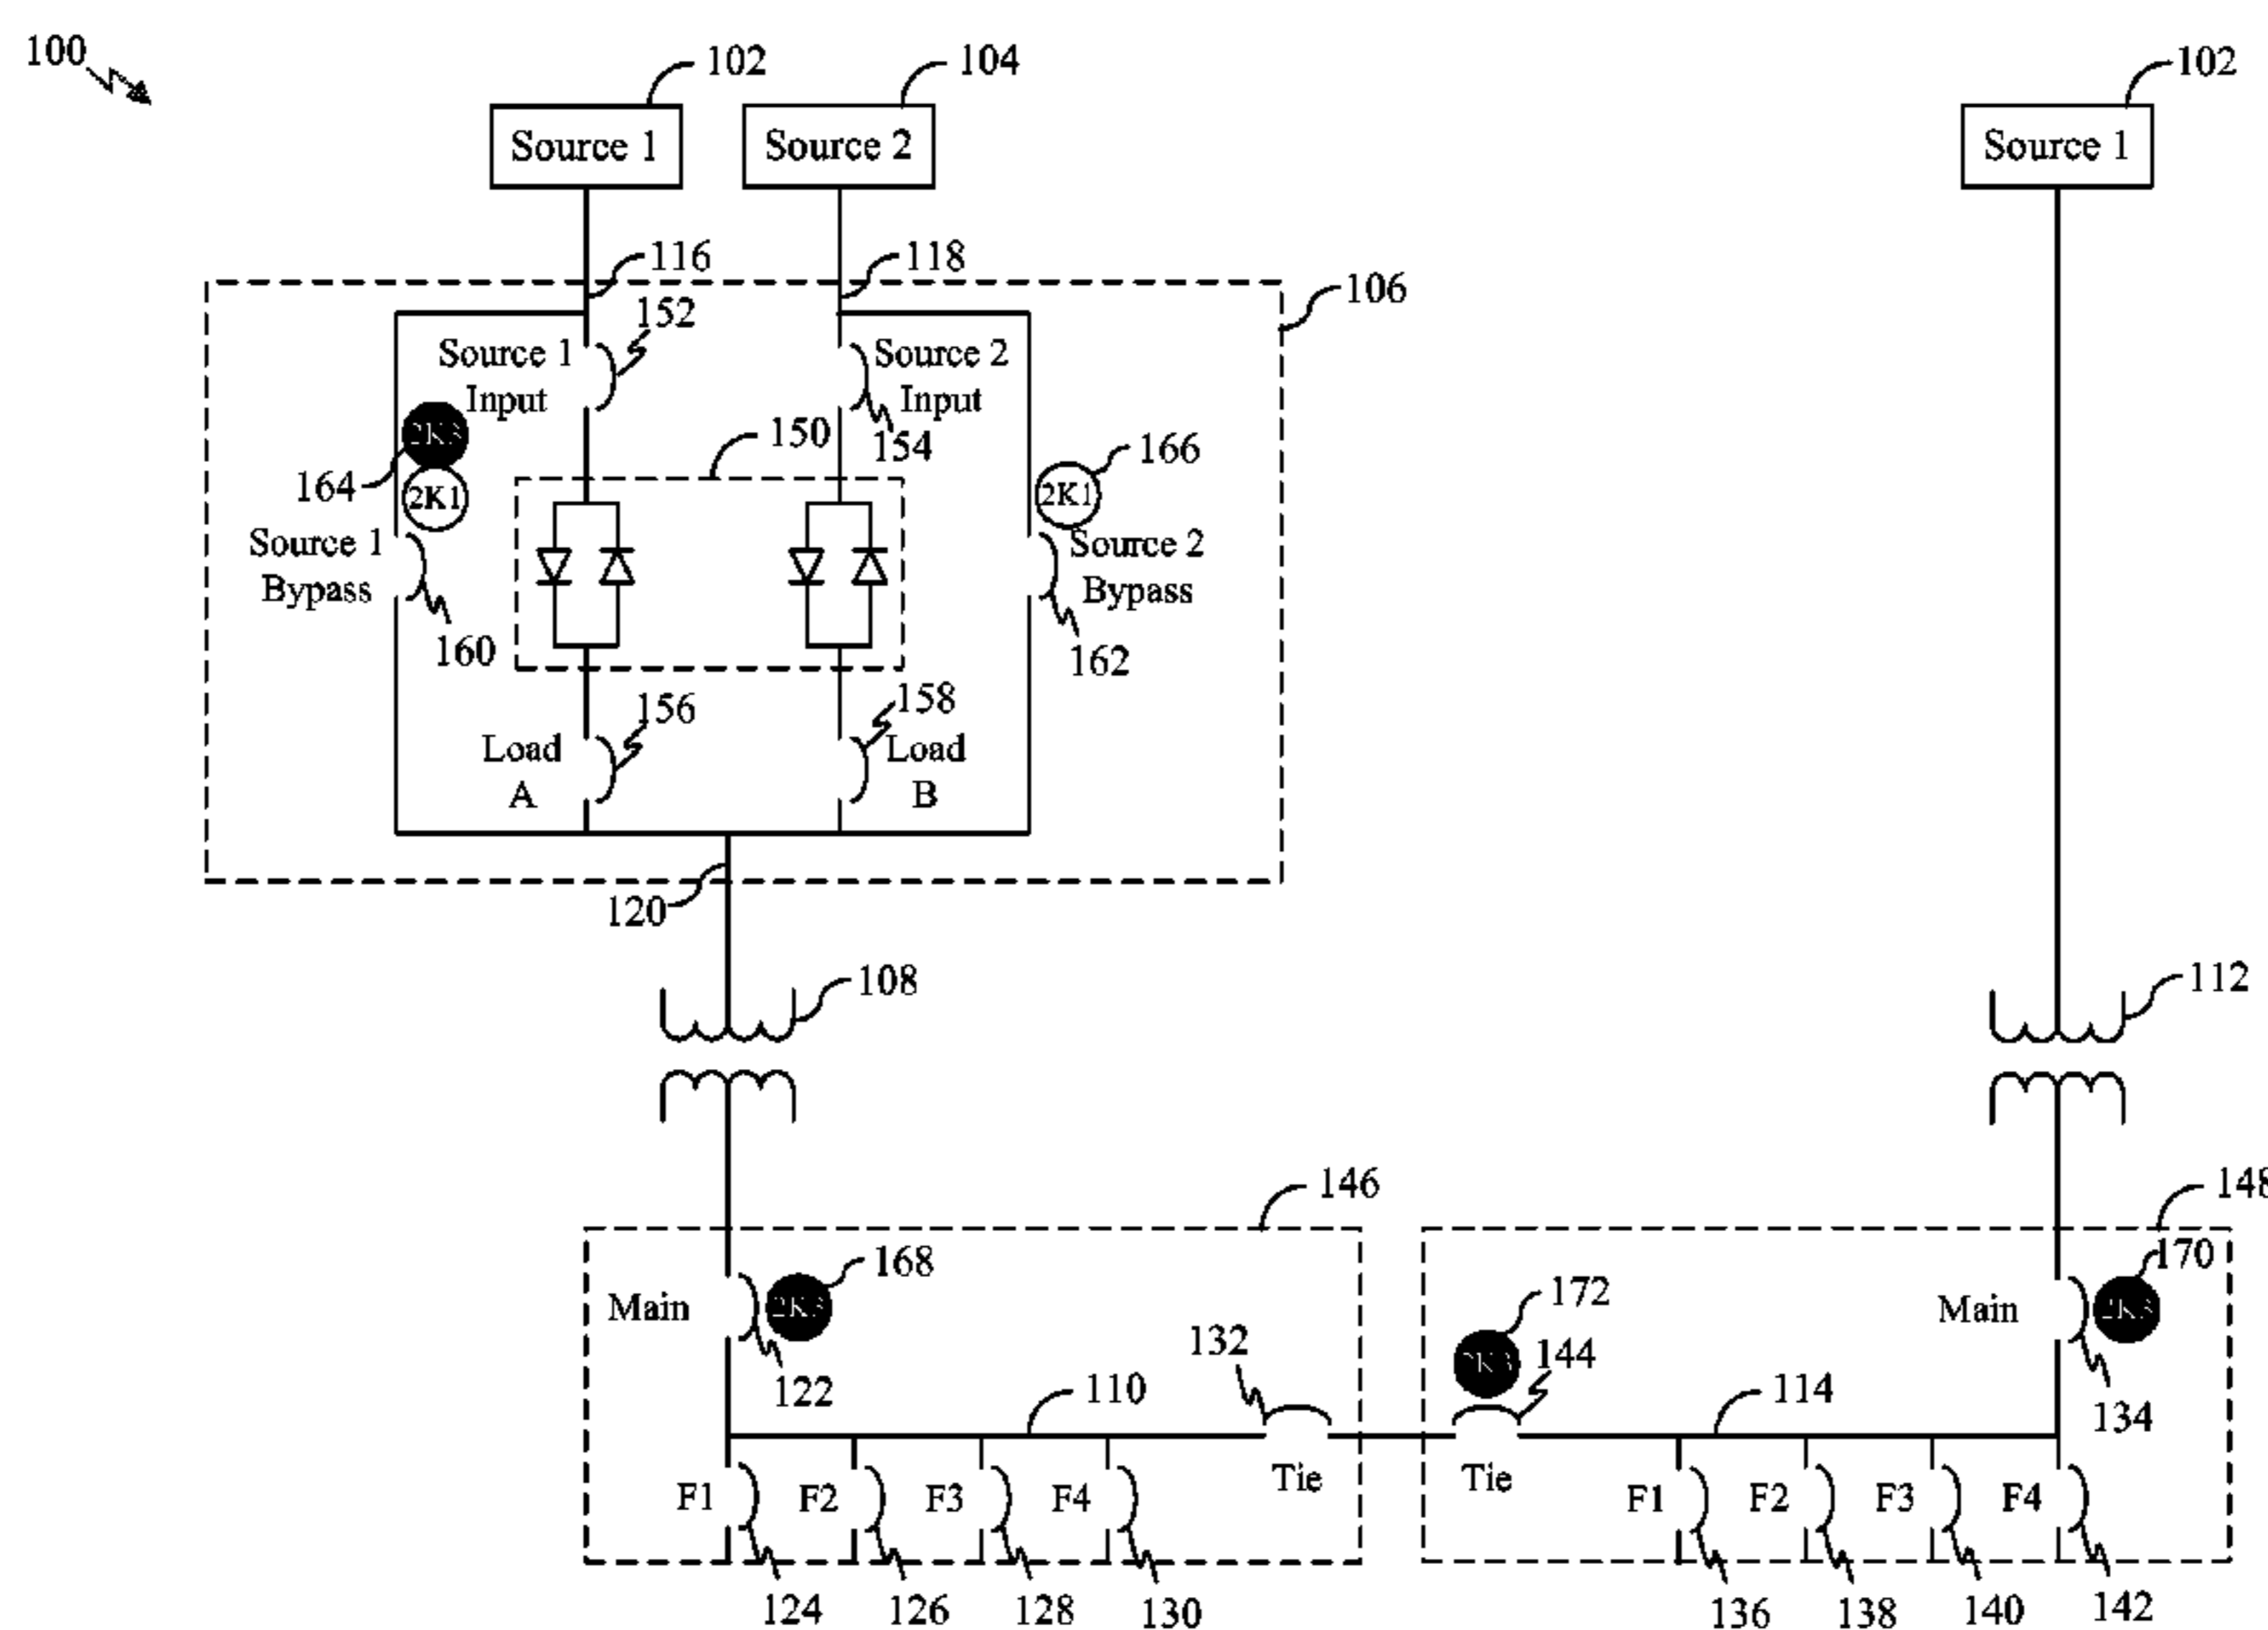 100
102
104
102
Source 1
Source 2
Source 1
116
118
106
152
Source 1
Input
Source 2
Input
154
150
164
2K1
166
2K1
Source 1
Bypass
Source 2
Bypass
160
162
156
158
Load
A
Load
B
120
108
112
146
148
168
170
Main
172
Main
132
144
122
110
114
134
F1
F2
F3
F4
Tie
Tie
F1
F2
F3
F4
124
126
128
130
136
138
140
142